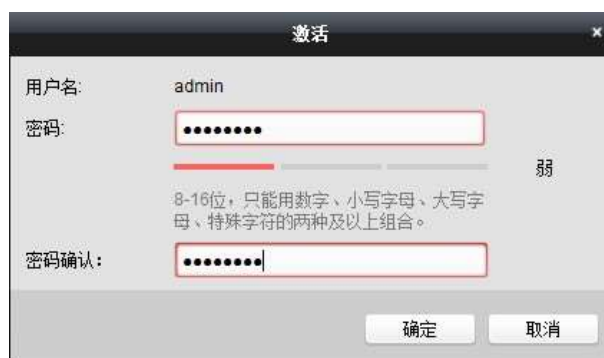 激活
用户名: admin
密码: ••••••••
弱
8-16位，只能用数字、小写字母、大写字
母、特殊字符的两种及以上组合。
密码确认： ••••••••
确定 取消